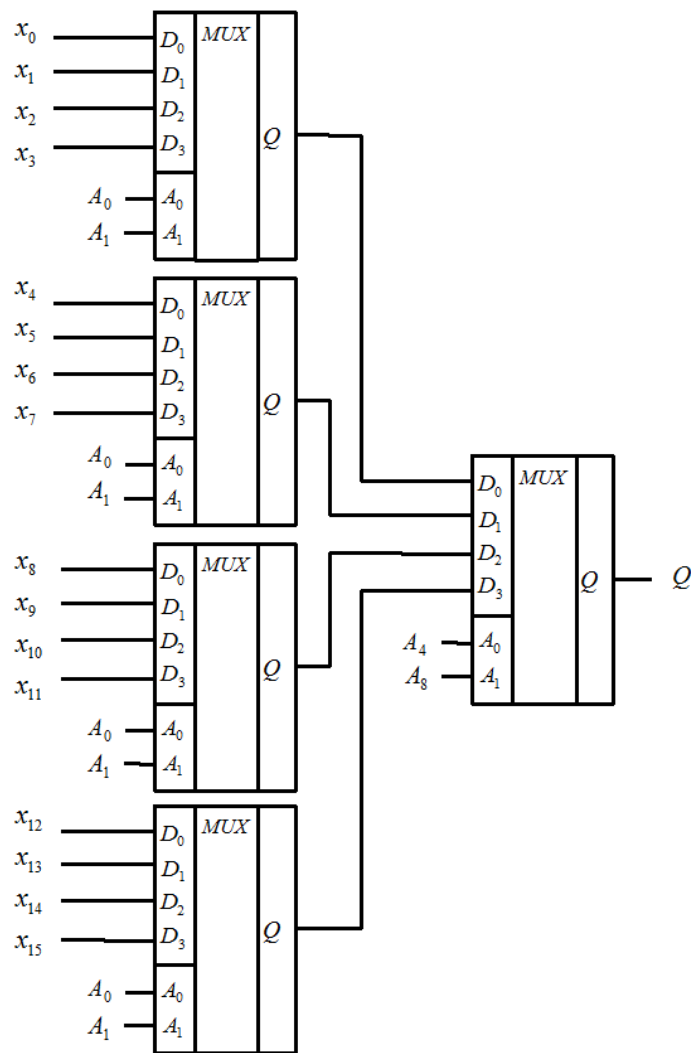 x₀ D₀ MUX
x₁ D₁
x₂ D₂
x₃ D₃ Q
A₀ A₀
A₁ A₁
x₄ D₀ MUX
x₅ D₁
x₆ D₂
x₇ D₃ Q
A₀ A₀
A₁ A₁
x₈ D₀ MUX
x₉ D₁
x₁₀ D₂
x₁₁ D₃ Q
A₀ A₀
A₁ A₁
x₁₂ D₀ MUX
x₁₃ D₁
x₁₄ D₂
x₁₅ D₃ Q
A₀ A₀
A₁ A₁
D₀ MUX
D₁
D₂
D₃ Q Q
A₄ A₀
A₈ A₁